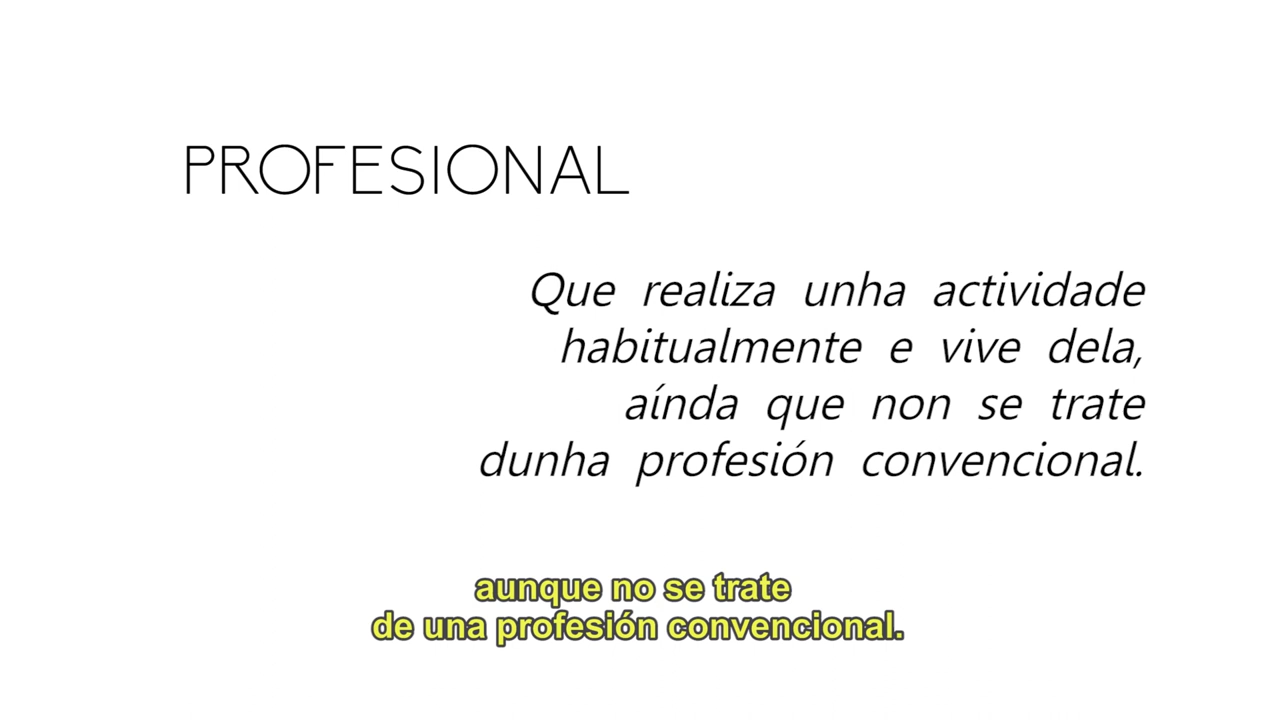 PROFESIONAL
Que realiza unha actividade
habitualmente e vive dela,
aínda que non se trate
dunha profesión convencional.
aunque no se trate
de una profesión convencional.